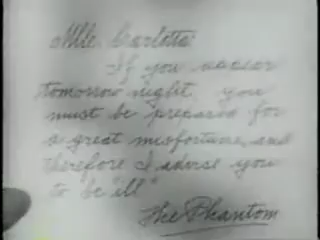 Mlle. Carlotta:
If you appear
tomorrow night you
must be prepared for
a great misfortune, and
therefore I advise you
to be "ill"
The Phantom